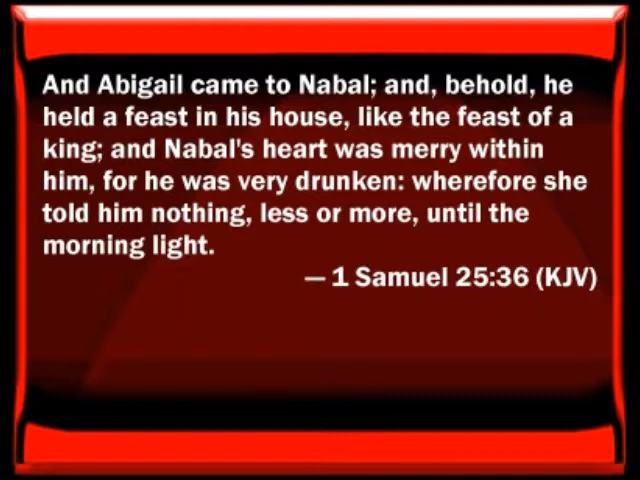 And Abigail came to Nabal; and, behold, he
held a feast in his house, like the feast of a
king; and Nabal's heart was merry within
him, for he was very drunken: wherefore she
told him nothing, less or more, until the
morning light.
— 1 Samuel 25:36 (KJV)